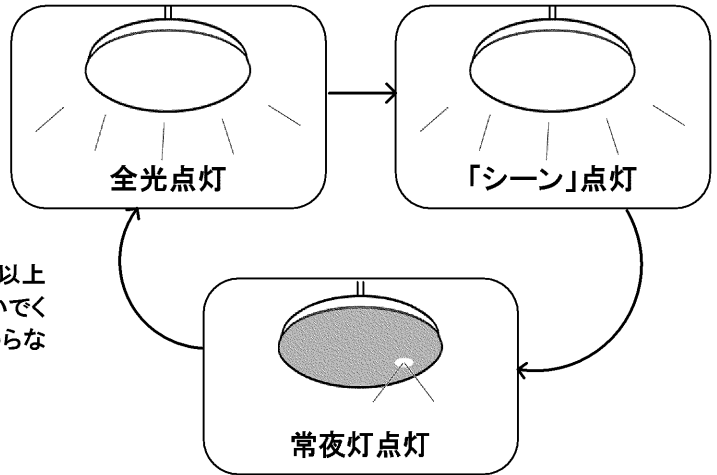 全光点灯
「シーン」点灯
以上
いでく
らな
常夜灯点灯